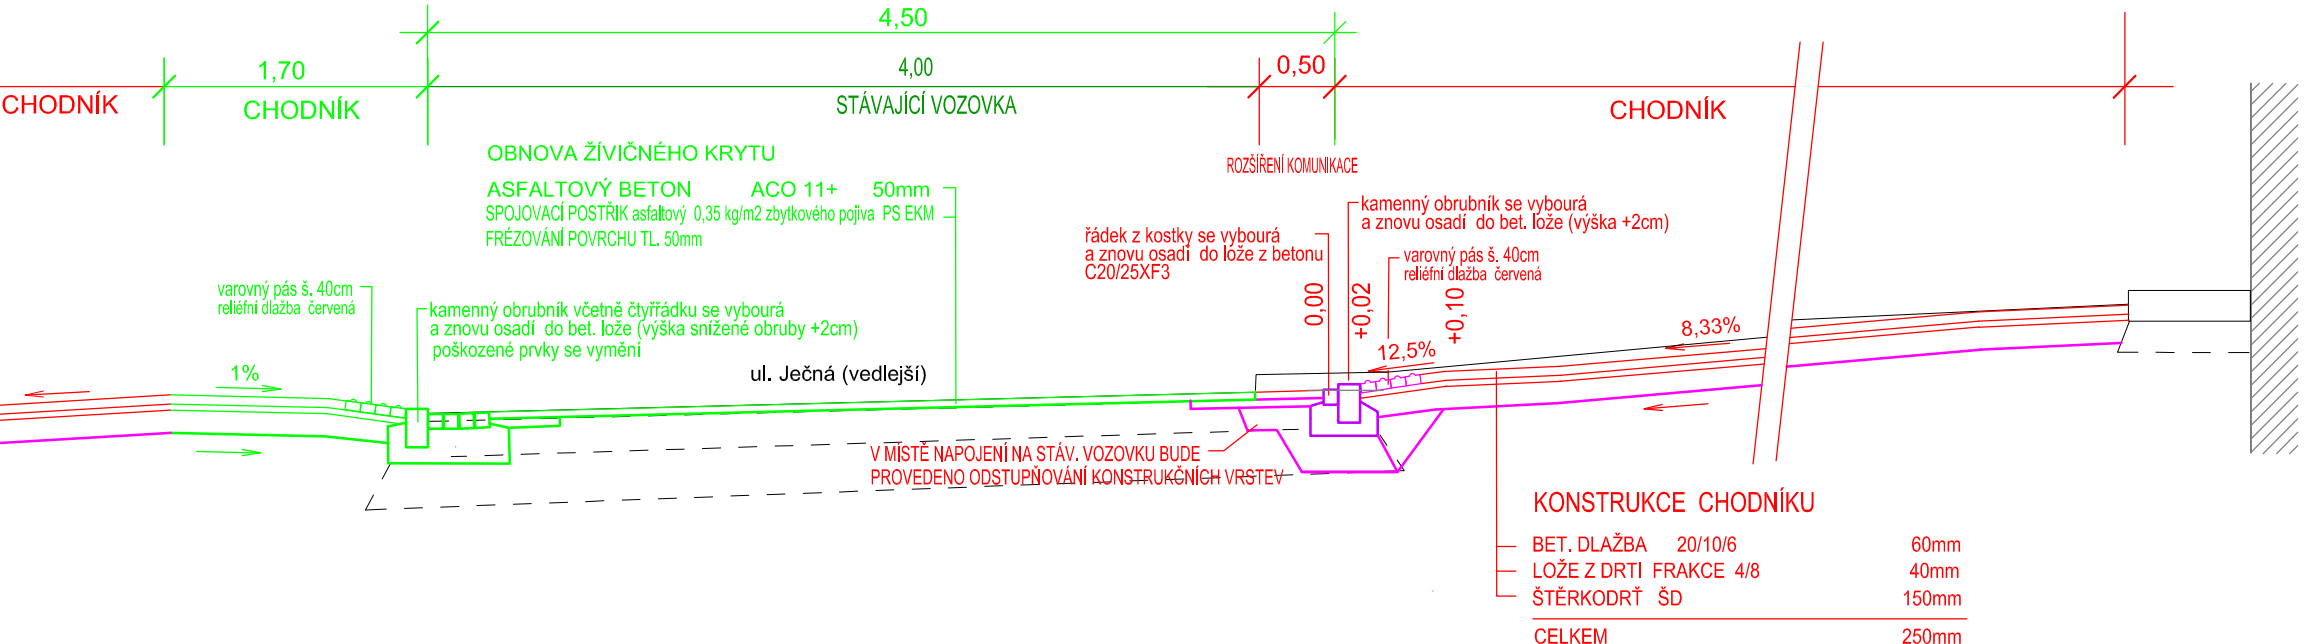 4,50
1,70
4,00
0,50
CHODNÍK
CHODNÍK
STÁVAJÍCÍ VOZOVKA
CHODNÍK
OBNOVA ŽÍVIČNÉHO KRYTU
ASFALTOVÝ BETON ACO 11+ 50mm
SPOJOVACÍ POSTŘIK asfaltový 0,35 kg/m2 zbytkového pojiva PS EKM
FRÉZOVÁNÍ POVRCHU TL. 50mm
ROZŠÍŘENÍ KOMUNIKACE
kamenný obrubník se vybourá
a znovu osadí do bet. lože (výška +2cm)
řádek z kostky se vybourá
a znovu osadí do lože z betonu
C20/25XF3
varovný pás š. 40cm
reliéfní dlažba červená
varovný pás š. 40cm
reliéfní dlažba červená
kamenný obrubník včetně čtyřřádku se vybourá
a znovu osadí do bet. lože (výška snížené obruby +2cm)
poškozené prvky se vymění
0,00
+0,02
+0,10
12,5%
8,33%
1%
ul. Ječná (vedlejší)
V MÍSTĚ NAPOJENÍ NA STÁV. VOZOVKU BUDE
PROVEDENO ODSTUPŇOVÁNÍ KONSTRUKČNÍCH VRSTEV
KONSTRUKCE CHODNÍKU
BET. DLAŽBA 20/10/6 60mm
LOŽE Z DRTI FRAKCE 4/8 40mm
ŠTĚRKODRŤ ŠD 150mm
CELKEM 250mm